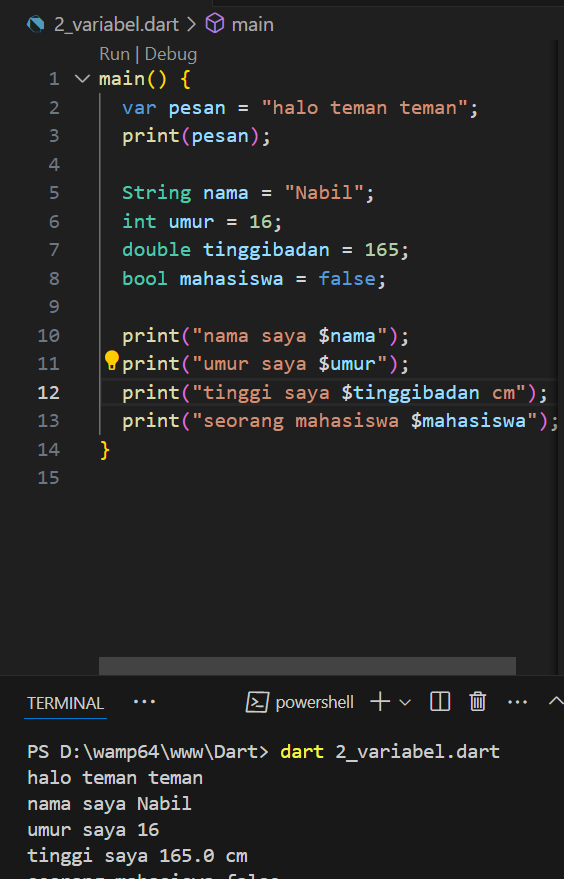 2_variabel.dart > main
Run | Debug
1 main() {
2 var pesan = "halo teman teman";
3 print(pesan);
4
5 String nama = "Nabil";
6 int umur = 16;
7 double tinggibadan = 165;
8 bool mahasiswa = false;
9
10 print("nama saya $nama");
11 print("umur saya $umur");
12 print("tinggi saya $tinggibadan cm");
13 print("seorang mahasiswa $mahasiswa");
14 }
15
TERMINAL ··· powershell
PS D:\wamp64\www\Dart> dart 2_variabel.dart
halo teman teman
nama saya Nabil
umur saya 16
tinggi saya 165.0 cm
seorang mahasiswa false